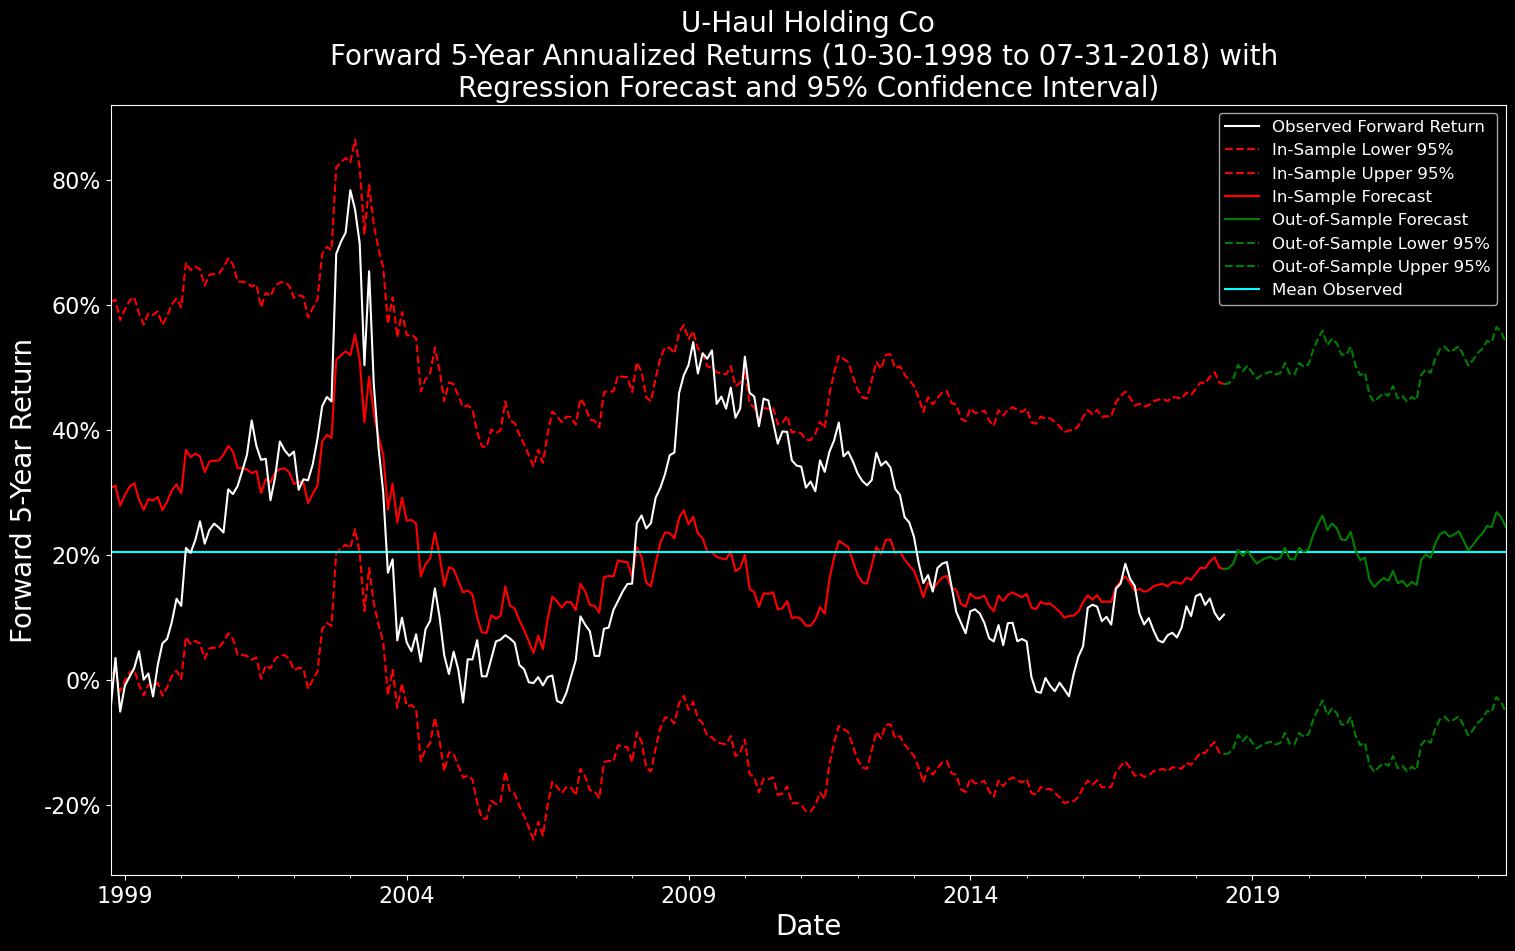 U-Haul Holding Co
Forward 5-Year Annualized Returns (10-30-1998 to 07-31-2018) with
Regression Forecast and 95% Confidence Interval)
Observed Forward Return
In-Sample Lower 95%
In-Sample Upper 95%
In-Sample Forecast
Out-of-Sample Forecast
Out-of-Sample Lower 95%
Out-of-Sample Upper 95%
Mean Observed
Forward 5-Year Return
80%
60%
40%
20%
0%
-20%
1999
2004
2009
2014
2019
Date